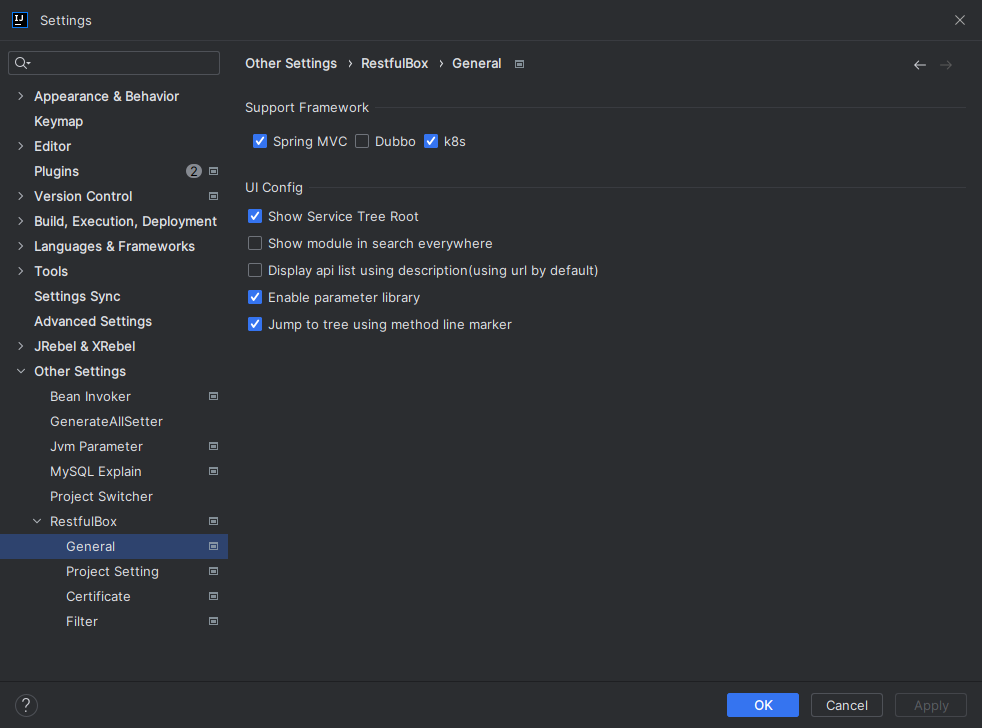 Settings
Other Settings › RestfulBox › General
Appearance & Behavior
Keymap
Editor
Plugins 2
Version Control
Build, Execution, Deployment
Languages & Frameworks
Tools
Settings Sync
Advanced Settings
JRebel & XRebel
Other Settings
Bean Invoker
GenerateAllSetter
Jvm Parameter
MySQL Explain
Project Switcher
RestfulBox
General
Project Setting
Certificate
Filter
Support Framework
Spring MVC Dubbo k8s
UI Config
Show Service Tree Root
Show module in search everywhere
Display api list using description(using url by default)
Enable parameter library
Jump to tree using method line marker
? OK Cancel Apply